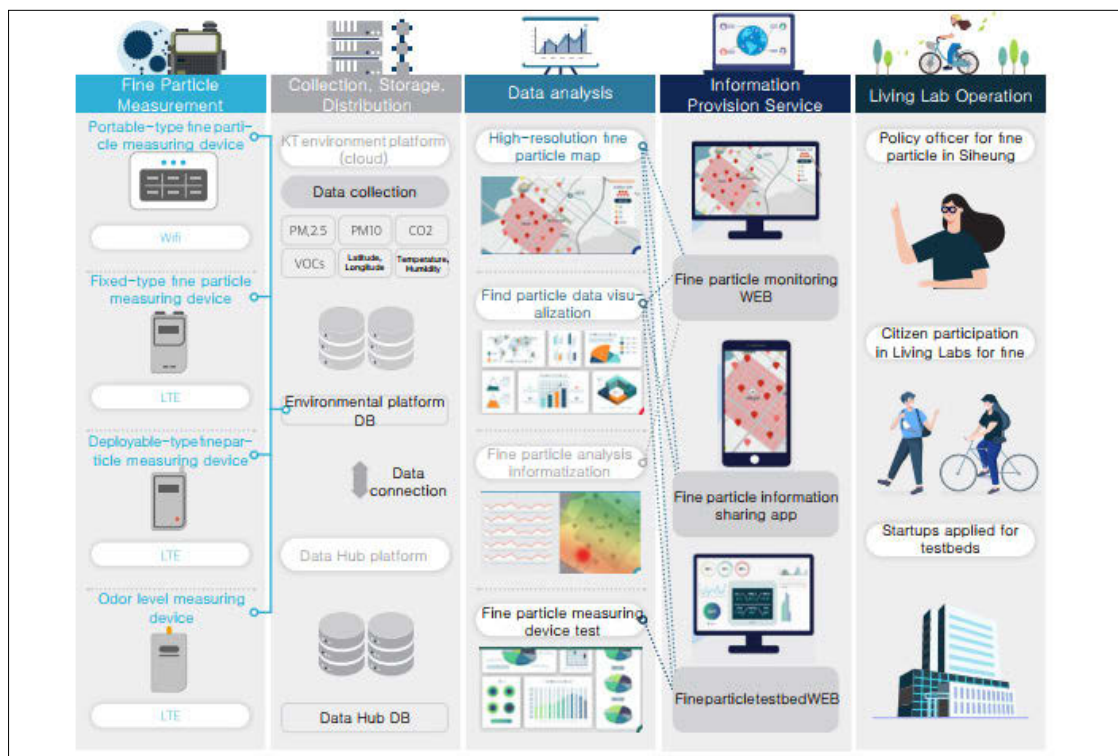 Fine Particle
Measurement
Portable-type fine parti-
cle measuring device
Wifi
Fixed-type fine particle
measuring device
LTE
Deployable-type fine par-
ticle measuring device
LTE
Odor level measuring
device
LTE
Collection, Storage,
Distribution
KT environment platform
(cloud)
Data collection
PM,2.5
PM10
CO2
VOCs
Latitude,
Longitude
Temperature,
Humidity
Environmental platform
DB
Data
connection
Data Hub platform
Data Hub DB
Data analysis
High-resolution fine
particle map
Find particle data visu-
alization
Fine particle analysis
informatization
Fine particle measuring
device test
Information
Provision Service
Fine particle monitoring
WEB
Fine particle information
sharing app
FineparticletestbedWEB
Living Lab Operation
Policy officer for fine
particle in Siheung
Citizen participation
in Living Labs for fine
Startups applied for
testbeds